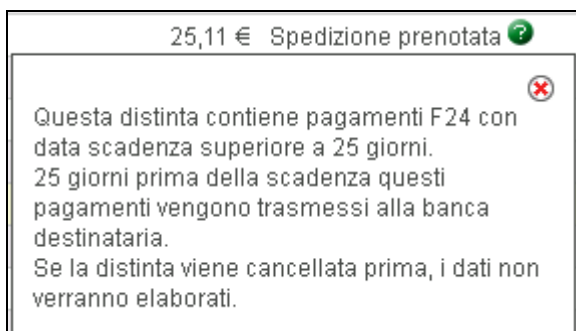 25,11 € Spedizione prenotata ?
Questa distinta contiene pagamenti F24 con
data scadenza superiore a 25 giorni.
25 giorni prima della scadenza questi
pagamenti vengono trasmessi alla banca
destinataria.
Se la distinta viene cancellata prima, i dati non
verranno elaborati.